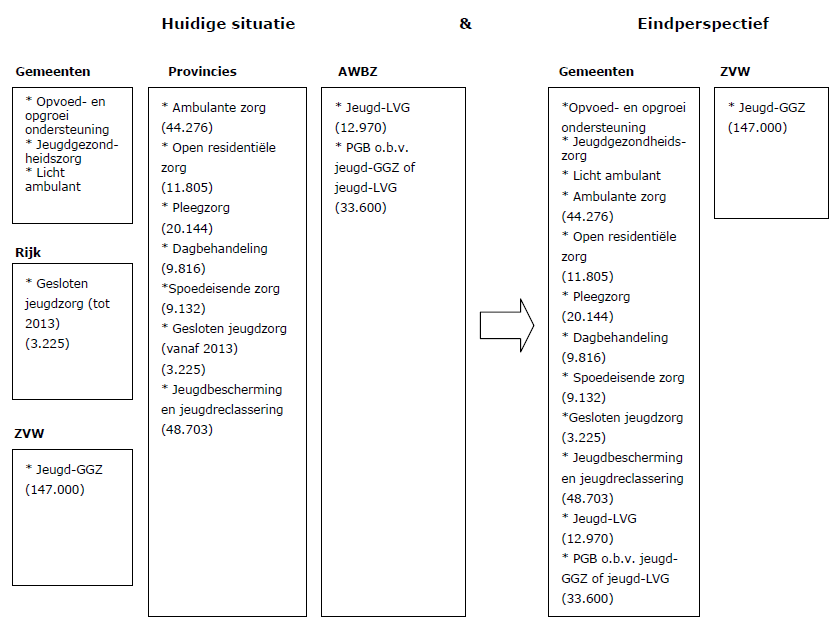 Huidige situatie & Eindperspectief
Gemeenten
* Opvoed- en
opgroei
ondersteuning
* Jeugdgezond-
heidszorg
* Licht
ambulant
Rijk
* Gesloten
jeugdzorg (tot
2013)
(3.225)
ZVW
* Jeugd-GGZ
(147.000)
Provincies
* Ambulante zorg
(44.276)
* Open residentiële
zorg
(11.805)
* Pleegzorg
(20.144)
* Dagbehandeling
(9.816)
*Spoedeisende zorg
(9.132)
* Gesloten jeugdzorg
(vanaf 2013)
(3.225)
* Jeugdbescherming
en jeugdreclassering
(48.703)
AWBZ
* Jeugd-LVG
(12.970)
* PGB o.b.v.
jeugd-GGZ of
jeugd-LVG
(33.600)
Gemeenten
*Opvoed- en opgroei
ondersteuning
* Jeugdgezondheids-
zorg
* Licht ambulant
* Ambulante zorg
(44.276)
* Open residentiële
zorg
(11.805)
* Pleegzorg
(20.144)
* Dagbehandeling
(9.816)
* Spoedeisende zorg
(9.132)
*Gesloten jeugdzorg
(3.225)
* Jeugdbescherming
en jeugdreclassering
(48.703)
* Jeugd-LVG
(12.970)
* PGB o.b.v. jeugd-
GGZ of jeugd-LVG
(33.600)
ZVW
* Jeugd-GGZ
(147.000)